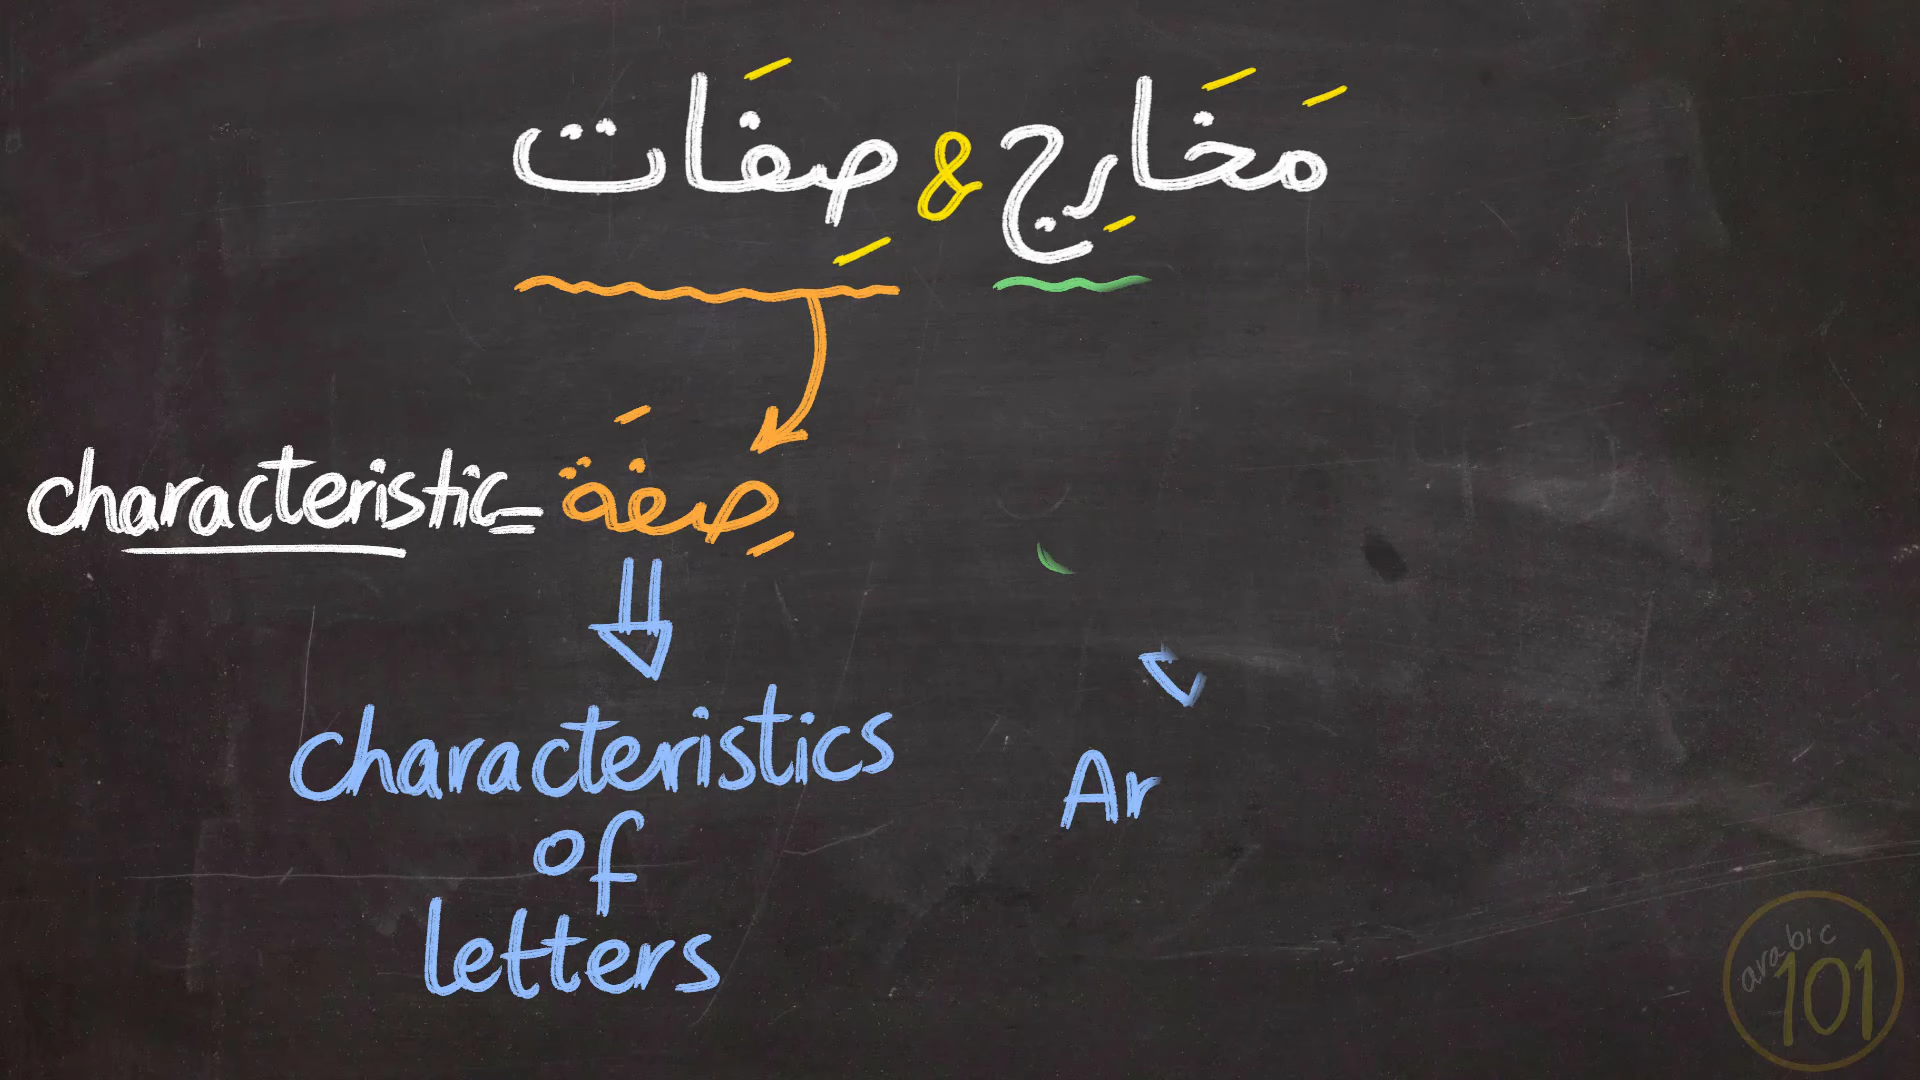 مَخَارِج & صِفَات
characteristic = صِفَة
characteristics
of
letters
Ar
arabic
101